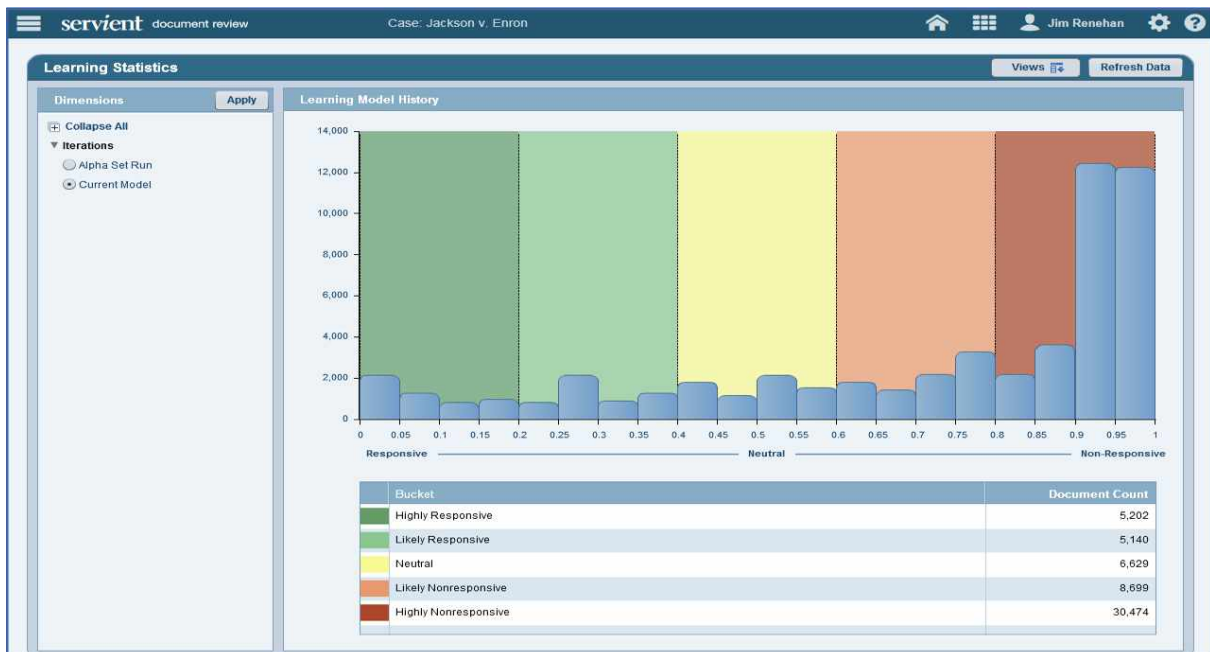 servient document review Case: Jackson v. Enron Jim Renehan
Learning Statistics Views Refresh Data
Dimensions Apply
Collapse All
Iterations
Alpha Set Run
Current Model
Learning Model History
14,000
12,000
10,000
8,000
6,000
4,000
2,000
0
0 0.05 0.1 0.15 0.2 0.25 0.3 0.35 0.4 0.45 0.5 0.55 0.6 0.65 0.7 0.75 0.8 0.85 0.9 0.95 1
Responsive Neutral Non-Responsive
Bucket Document Count
Highly Responsive 5,202
Likely Responsive 5,140
Neutral 6,629
Likely Nonresponsive 8,699
Highly Nonresponsive 30,474